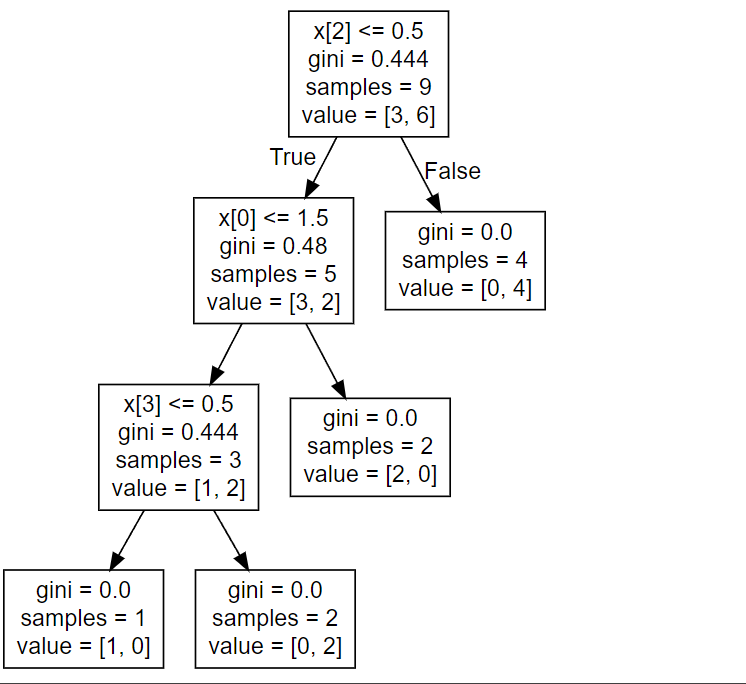 x[2] <= 0.5
gini = 0.444
samples = 9
value = [3, 6]
True
False
x[0] <= 1.5
gini = 0.48
samples = 5
value = [3, 2]
gini = 0.0
samples = 4
value = [0, 4]
x[3] <= 0.5
gini = 0.444
samples = 3
value = [1, 2]
gini = 0.0
samples = 2
value = [2, 0]
gini = 0.0
samples = 1
value = [1, 0]
gini = 0.0
samples = 2
value = [0, 2]